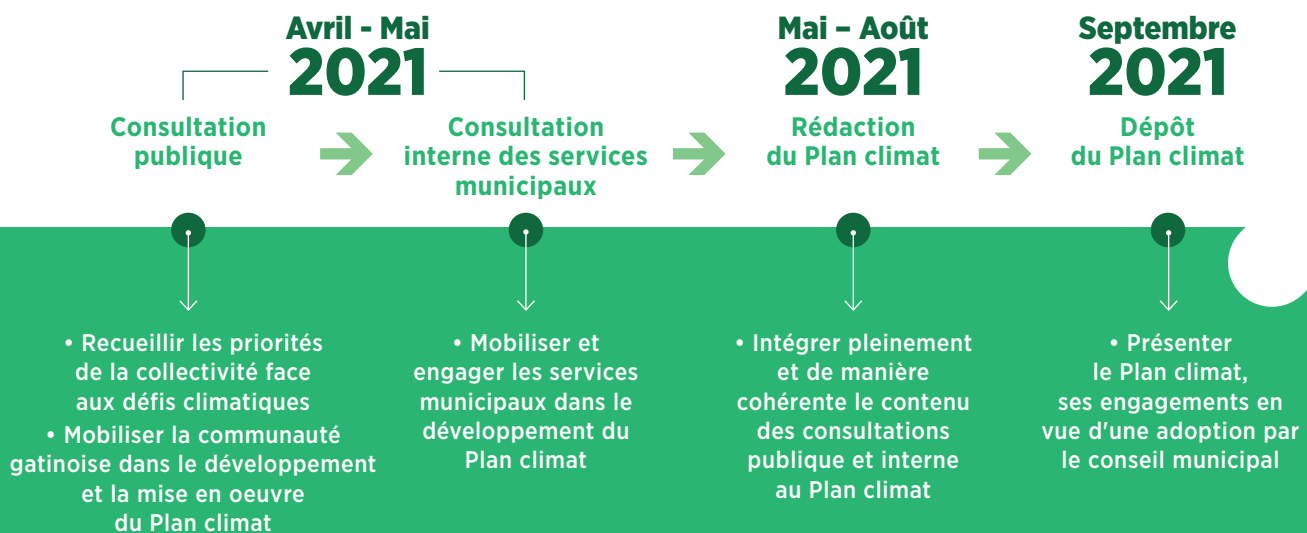 Avril - Mai
2021
Consultation
publique
Consultation
interne des services
municipaux
Mai – Août
2021
Rédaction
du Plan climat
Septembre
2021
Dépôt
du Plan climat
• Recueillir les priorités
de la collectivité face
aux défis climatiques
• Mobiliser la communauté
gatinoise dans le développement
et la mise en oeuvre
du Plan climat
• Mobiliser et
engager les services
municipaux dans le
développement du
Plan climat
• Intégrer pleinement
et de manière
cohérente le contenu
des consultations
publique et interne
au Plan climat
• Présenter
le Plan climat,
ses engagements en
vue d'une adoption par
le conseil municipal